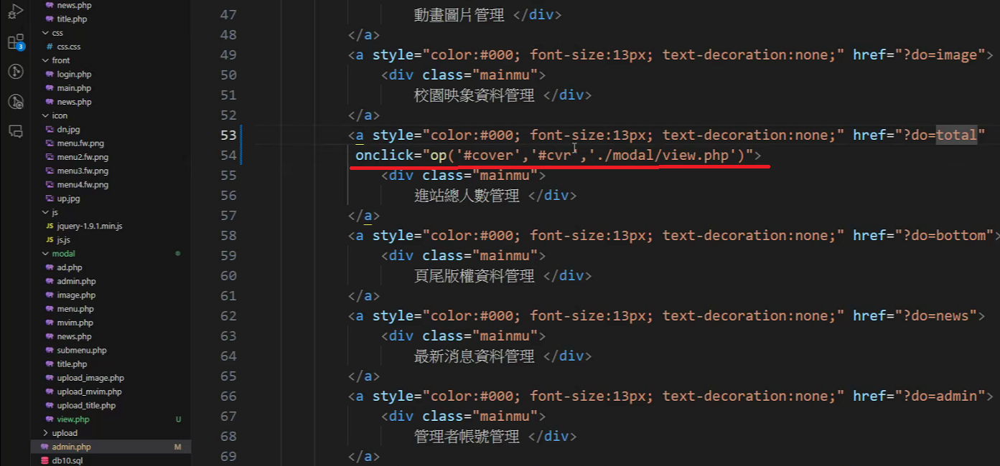 news.php
title.php
css
# css.css
front
login.php
main.php
news.php
icon
dn.jpg
menu.fw.png
menu2.fw.png
menu3.fw.png
menu4.fw.png
up.jpg
js
JS jquery-1.9.1.min.js
JS js.js
modal
ad.php
admin.php
image.php
menu.php
mvim.php
news.php
submenu.php
title.php
upload_image.php
upload_mvim.php
upload_title.php
view.php U
upload
admin.php M
db10.sql
3
47 動畫圖片管理 </div>
48 </a>
49 <a style="color:#000; font-size:13px; text-decoration:none;" href="?do=image">
50 <div class="mainmu">
51 校園映象資料管理 </div>
52 </a>
53 <a style="color:#000; font-size:13px; text-decoration:none;" href="?do=total"
54 onclick="op('#cover','#cvr','./modal/view.php')">
55 <div class="mainmu">
56 進站總人數管理 </div>
57 </a>
58 <a style="color:#000; font-size:13px; text-decoration:none;" href="?do=bottom">
59 <div class="mainmu">
60 頁尾版權資料管理 </div>
61 </a>
62 <a style="color:#000; font-size:13px; text-decoration:none;" href="?do=news">
63 <div class="mainmu">
64 最新消息資料管理 </div>
65 </a>
66 <a style="color:#000; font-size:13px; text-decoration:none;" href="?do=admin">
67 <div class="mainmu">
68 管理者帳號管理 </div>
69 </a>